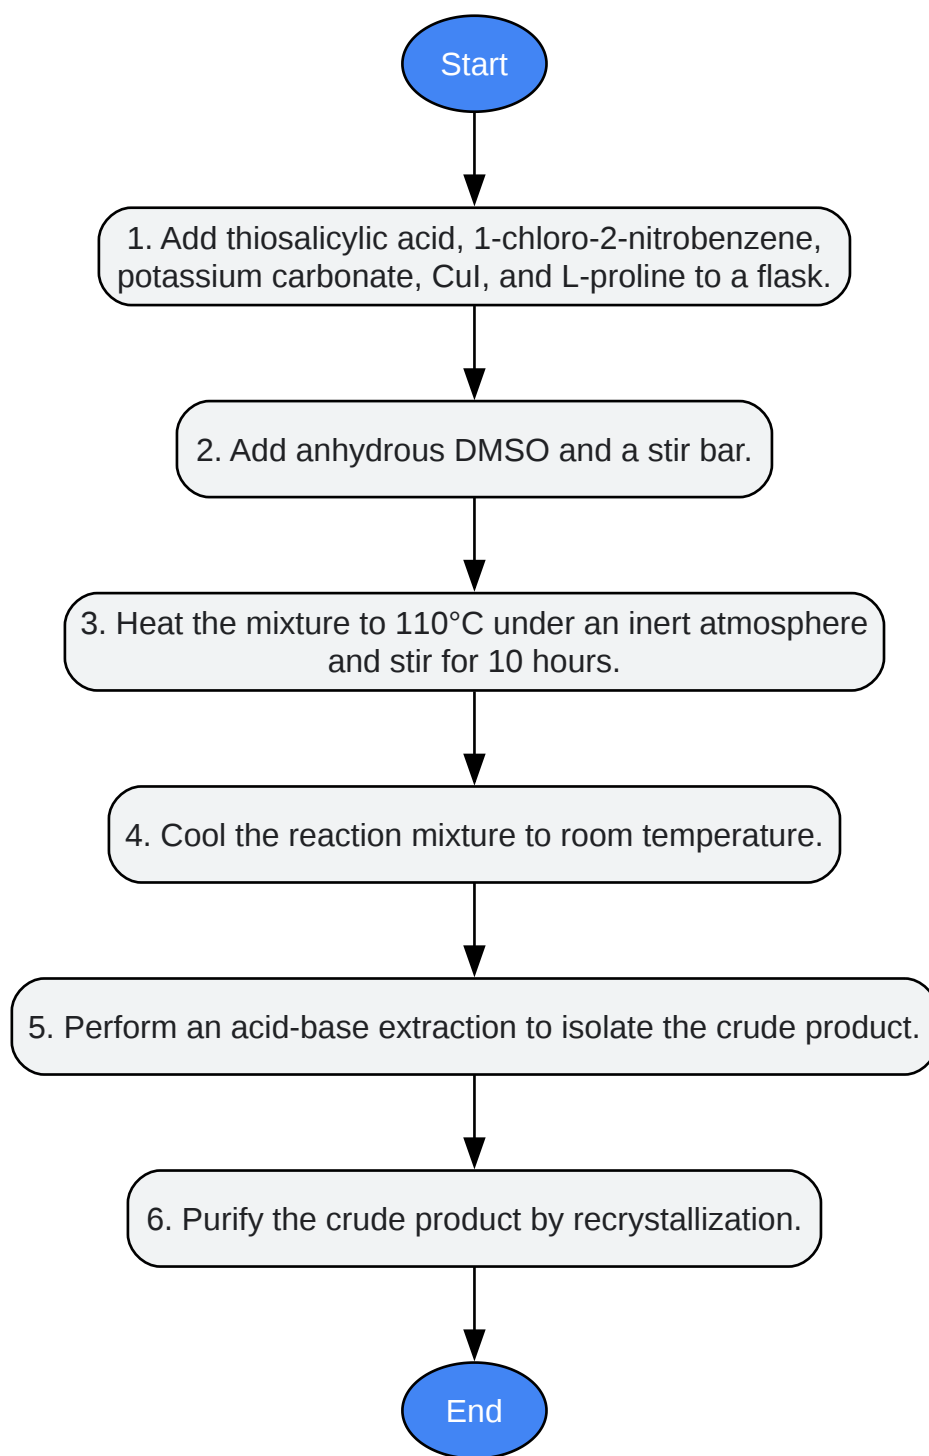 Start
1. Add thiosalicylic acid, 1-chloro-2-nitrobenzene,
potassium carbonate, CuI, and L-proline to a flask.
2. Add anhydrous DMSO and a stir bar.
3. Heat the mixture to 110°C under an inert atmosphere
and stir for 10 hours.
4. Cool the reaction mixture to room temperature.
5. Perform an acid-base extraction to isolate the crude product.
6. Purify the crude product by recrystallization.
End